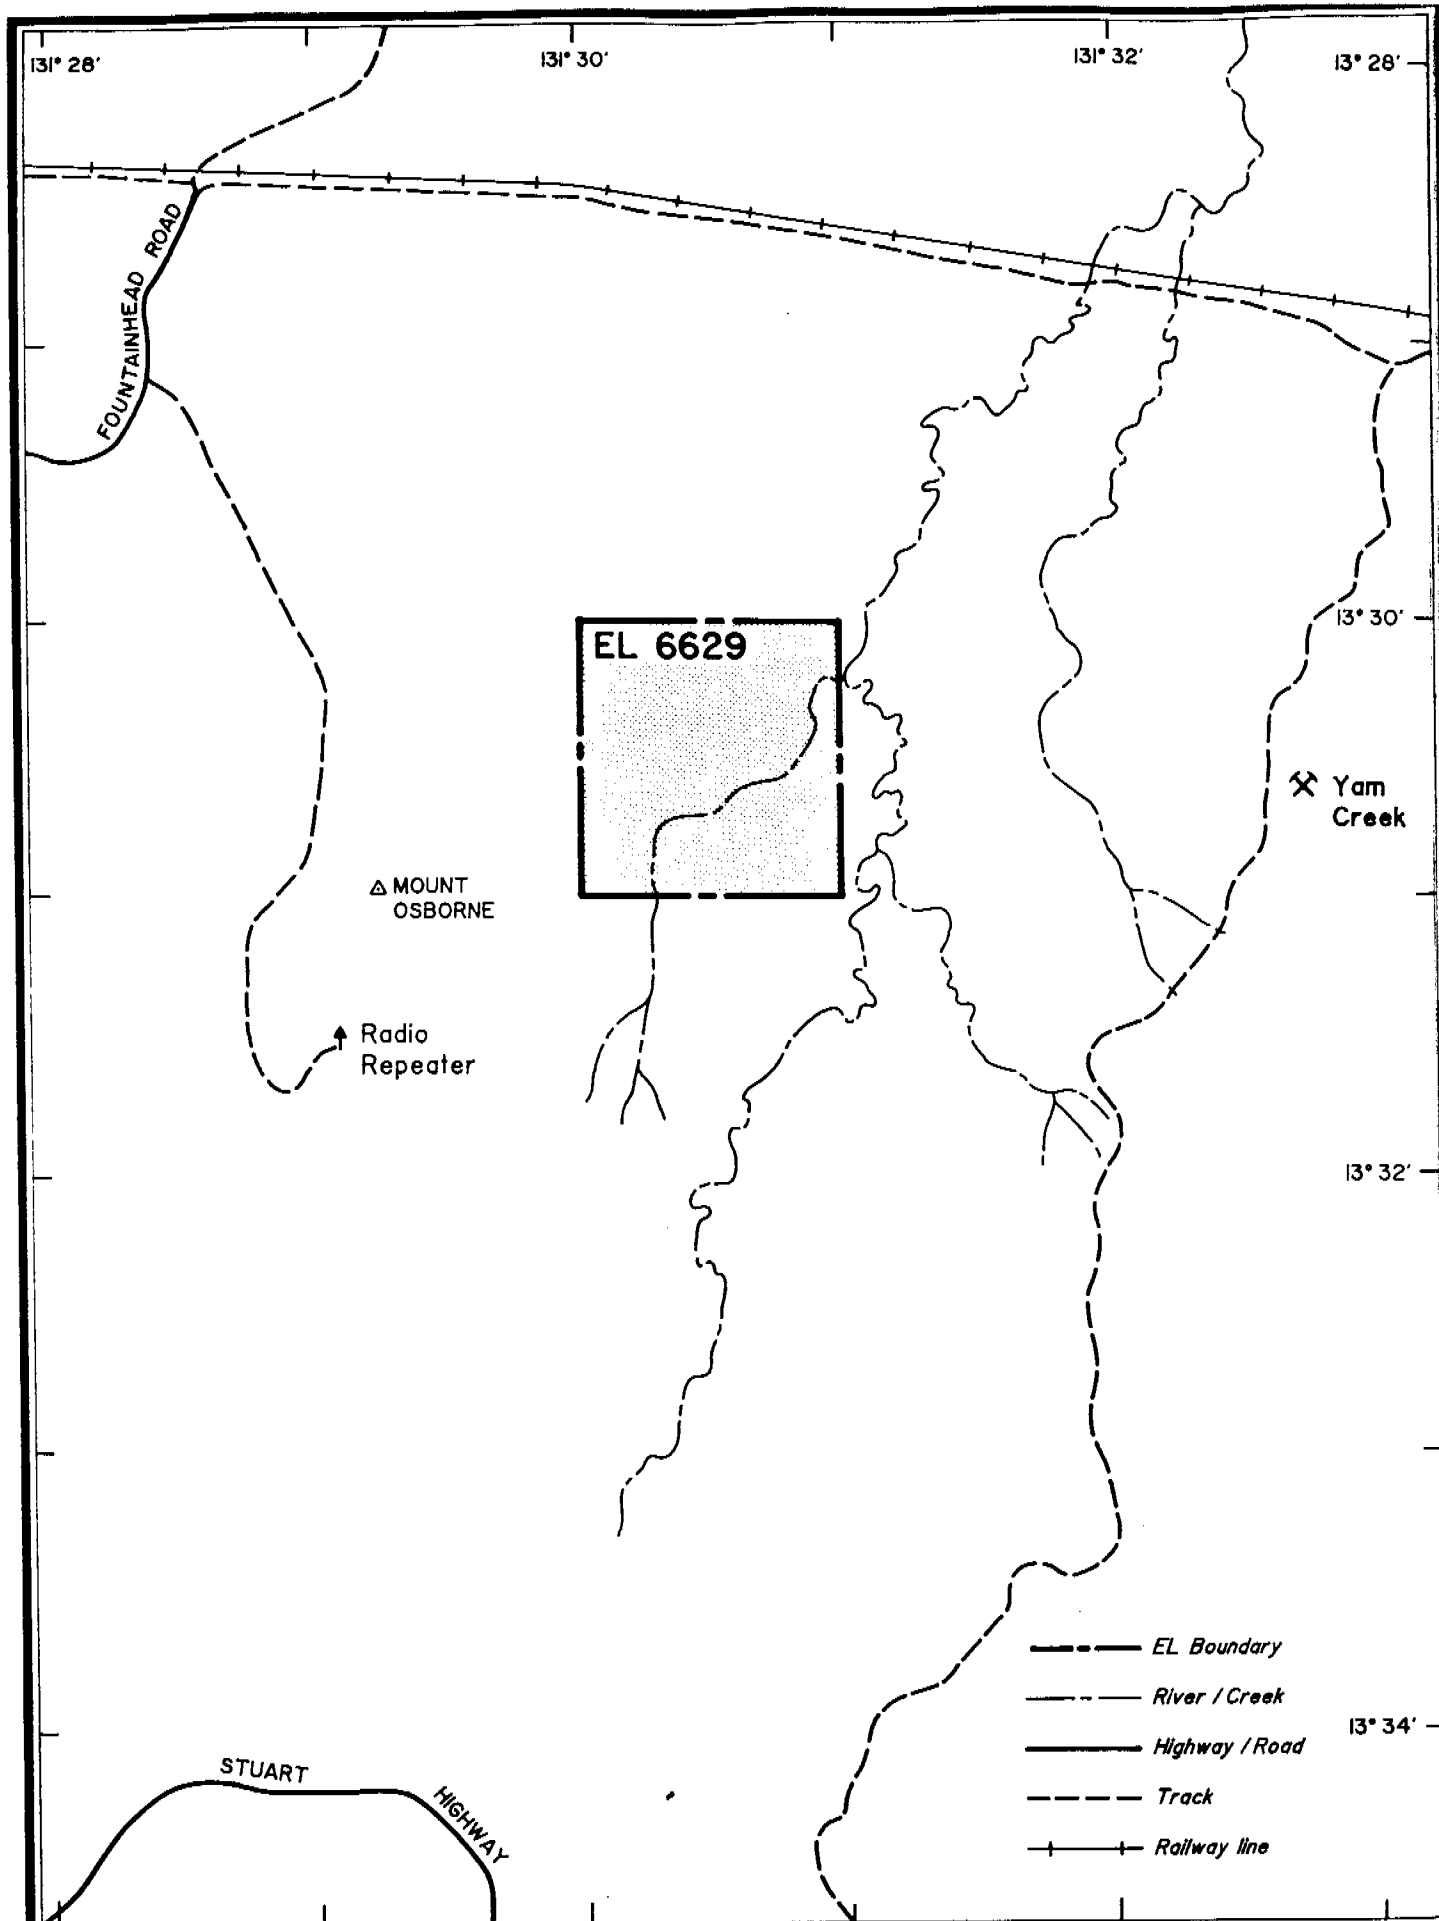 131° 28'
131° 30'
131° 32'
13° 28'
FOUNTAINHEAD ROAD
13° 30'
EL 6629
Yam
Creek
MOUNT
OSBORNE
Radio
Repeater
13° 32'
EL Boundary
River / Creek
13° 34'
Highway / Road
STUART HIGHWAY
Track
Railway line